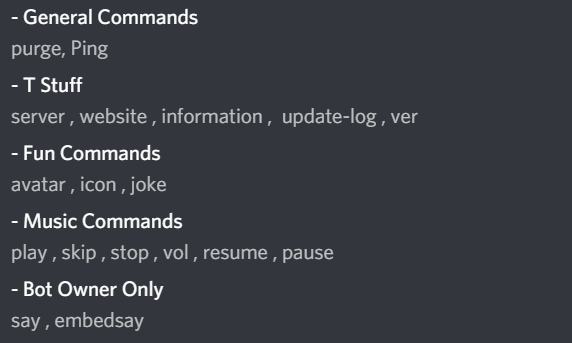 - General Commands
purge, Ping
- T Stuff
server , website , information ,  update-log , ver
- Fun Commands
avatar , icon , joke
- Music Commands
play , skip , stop , vol , resume , pause
- Bot Owner Only
say , embedsay